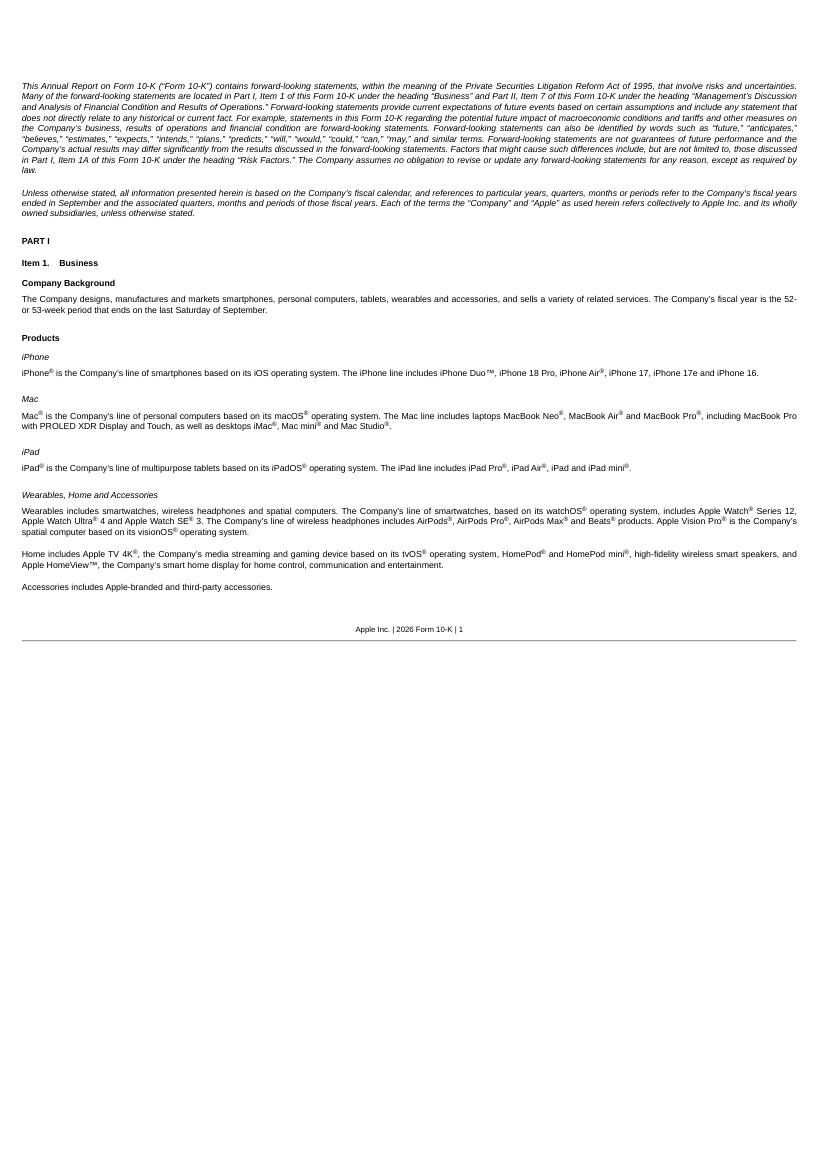 This Annual Report on Form 10-K (“Form 10-K”) contains forward-looking statements, within the meaning of the Private Securities Litigation Reform Act of 1995, that involve risks and uncertainties.
Many of the forward-looking statements are located in Part I, Item 1 of this Form 10-K under the heading “Business” and Part II, Item 7 of this Form 10-K under the heading “Management’s Discussion
and Analysis of Financial Condition and Results of Operations.” Forward-looking statements provide current expectations of future events based on certain assumptions and include any statement that
does not directly relate to any historical or current fact. For example, statements in this Form 10-K regarding the potential future impact of macroeconomic conditions and tariffs and other measures on
the Company’s business, results of operations and financial condition are forward-looking statements. Forward-looking statements can also be identified by words such as “future,” “anticipates,”
“believes,” “estimates,” “expects,” “intends,” “plans,” “predicts,” “will,” “would,” “could,” “can,” “may,” and similar terms. Forward-looking statements are not guarantees of future performance and the
Company’s actual results may differ significantly from the results discussed in the forward-looking statements. Factors that might cause such differences include, but are not limited to, those discussed
in Part I, Item 1A of this Form 10-K under the heading “Risk Factors.” The Company assumes no obligation to revise or update any forward-looking statements for any reason, except as required by
law.
Unless otherwise stated, all information presented herein is based on the Company’s fiscal calendar, and references to particular years, quarters, months or periods refer to the Company’s fiscal years
ended in September and the associated quarters, months and periods of those fiscal years. Each of the terms the “Company” and “Apple” as used herein refers collectively to Apple Inc. and its wholly
owned subsidiaries, unless otherwise stated.
PART I
Item 1. Business
Company Background
The Company designs, manufactures and markets smartphones, personal computers, tablets, wearables and accessories, and sells a variety of related services. The Company’s fiscal year is the 52-
or 53-week period that ends on the last Saturday of September.
Products
iPhone
iPhone® is the Company’s line of smartphones based on its iOS operating system. The iPhone line includes iPhone Duo™, iPhone 18 Pro, iPhone Air®, iPhone 17, iPhone 17e and iPhone 16.
Mac
Mac® is the Company’s line of personal computers based on its macOS® operating system. The Mac line includes laptops MacBook Neo®, MacBook Air® and MacBook Pro®, including MacBook Pro
with PROLED XDR Display and Touch, as well as desktops iMac®, Mac mini® and Mac Studio®.
iPad
iPad® is the Company’s line of multipurpose tablets based on its iPadOS® operating system. The iPad line includes iPad Pro®, iPad Air®, iPad and iPad mini®.
Wearables, Home and Accessories
Wearables includes smartwatches, wireless headphones and spatial computers. The Company’s line of smartwatches, based on its watchOS® operating system, includes Apple Watch® Series 12,
Apple Watch Ultra® 4 and Apple Watch SE® 3. The Company’s line of wireless headphones includes AirPods®, AirPods Pro®, AirPods Max® and Beats® products. Apple Vision Pro® is the Company’s
spatial computer based on its visionOS® operating system.
Home includes Apple TV 4K®, the Company’s media streaming and gaming device based on its tvOS® operating system, HomePod® and HomePod mini®, high-fidelity wireless smart speakers, and
Apple HomeView™, the Company’s smart home display for home control, communication and entertainment.
Accessories includes Apple-branded and third-party accessories.
Apple Inc. | 2026 Form 10-K | 1